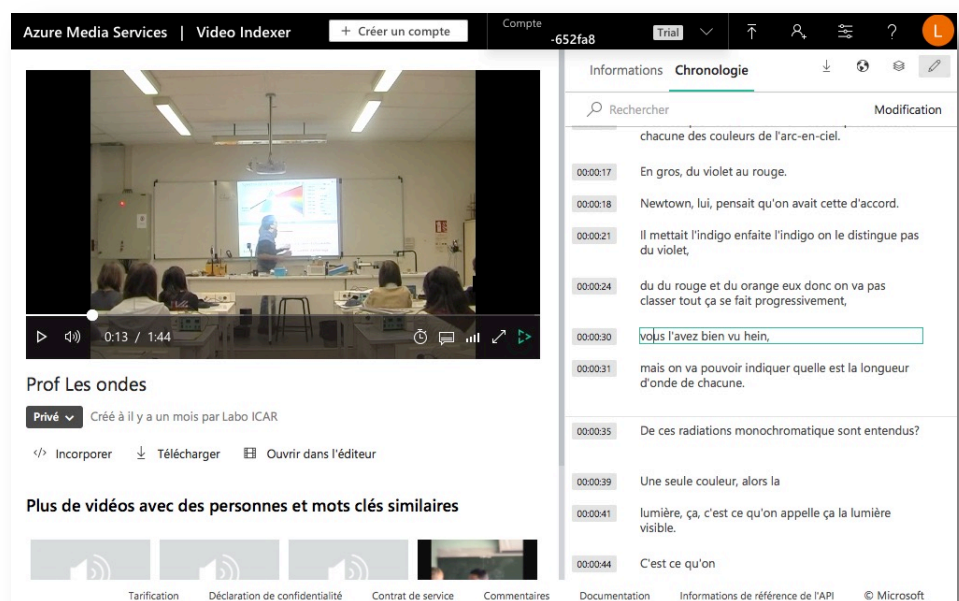 Azure Media Services | Video Indexer
+ Créer un compte
Compte
-652fa8
Trial
?
L
0:13 / 1:44
Prof Les ondes
Privé
Créé à il y a un mois par Labo ICAR
</> Incorporer
Télécharger
Ouvrir dans l'éditeur
Plus de vidéos avec des personnes et mots clés similaires
Informations
Chronologie
Rechercher
Modification
chacune des couleurs de l'arc-en-ciel.
00:00:17 En gros, du violet au rouge.
00:00:18 Newtown, lui, pensait qu'on avait cette d'accord.
00:00:21 Il mettait l'indigo enfaite l'indigo on le distingue pas
du violet,
00:00:24 du du rouge et du orange eux donc on va pas
classer tout ça se fait progressivement,
00:00:30 vous l'avez bien vu hein,
00:00:31 mais on va pouvoir indiquer quelle est la longueur
d'onde de chacune.
00:00:35 De ces radiations monochromatique sont entendus?
00:00:39 Une seule couleur, alors la
00:00:41 lumière, ça, c'est ce qu'on appelle ça la lumière
visible.
00:00:44 C'est ce qu'on
Tarification
Déclaration de confidentialité
Contrat de service
Commentaires
Documentation
Informations de référence de l'API
© Microsoft